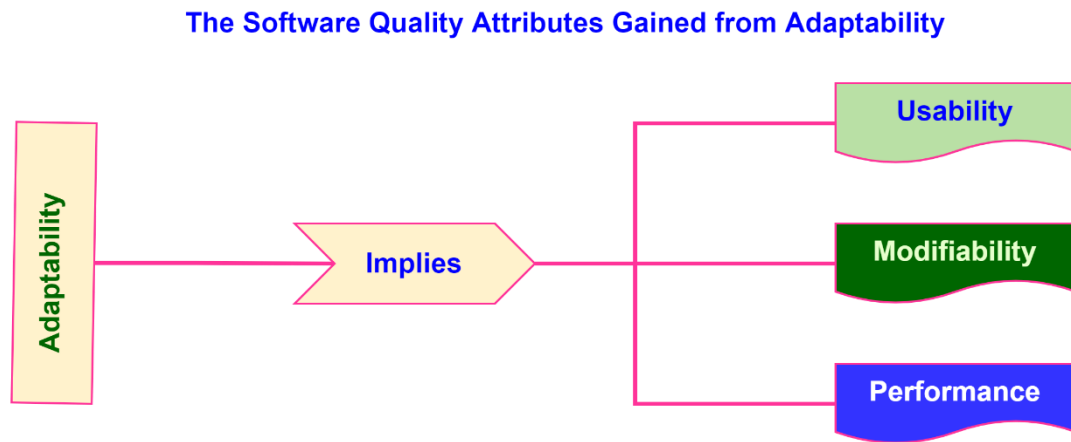 The Software Quality Attributes Gained from Adaptability
Adaptability
Implies
Usability
Modifiability
Performance